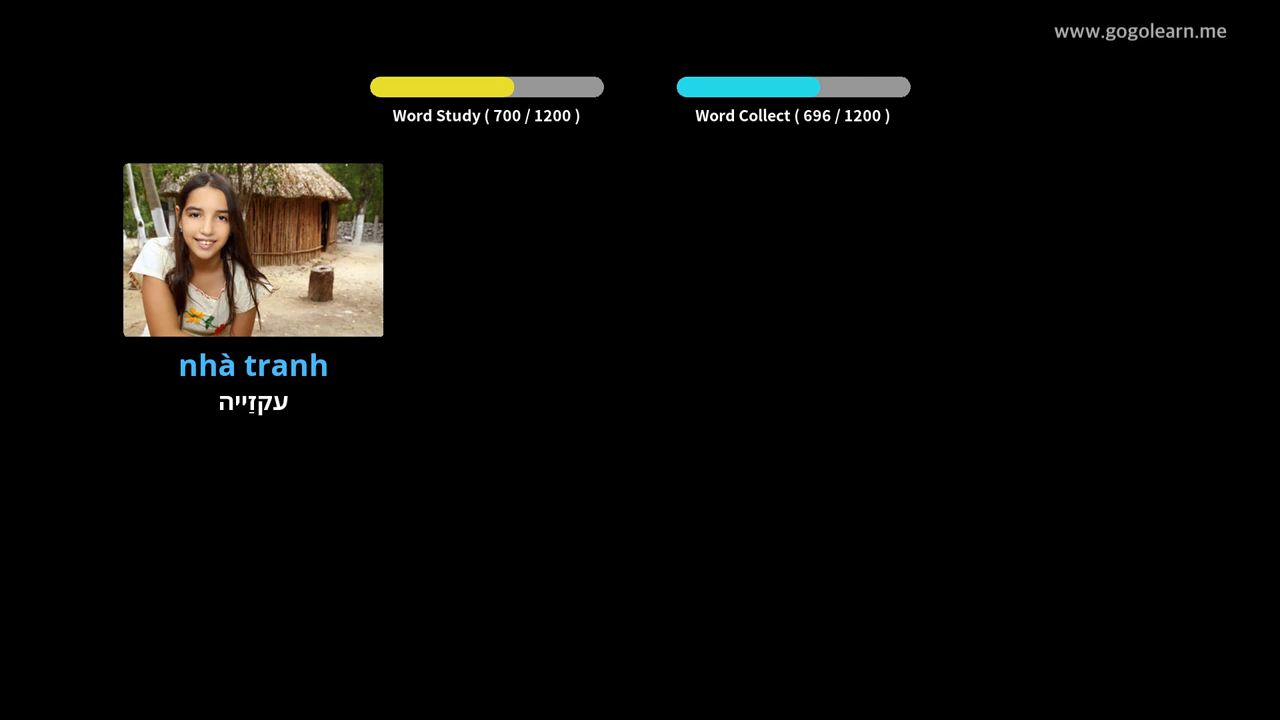 www.gogolearn.me
Word Study ( 700 / 1200 )
Word Collect ( 696 / 1200 )
nhà tranh
עקזַייה